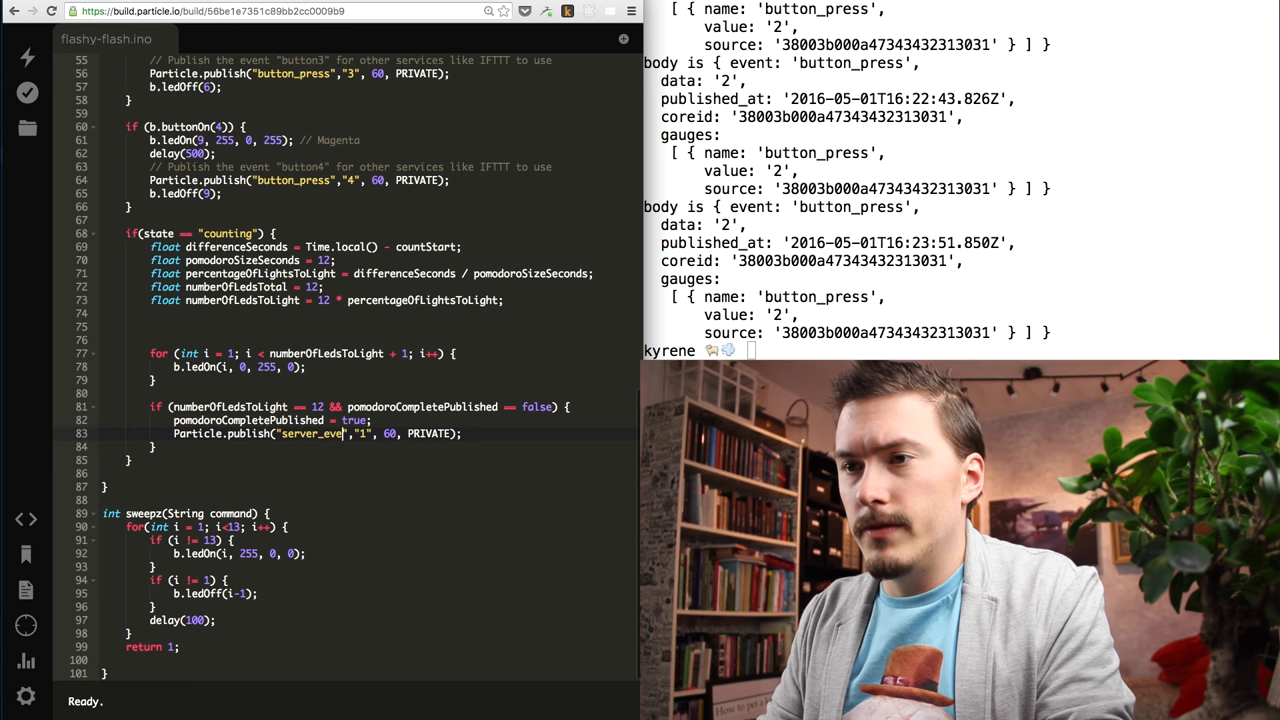 https://build.particle.io/build/56be1e7351c89bb2cc0009b9
flashy-flash.ino
55 // Publish the event "button3" for other services like IFTTT to use
56 Particle.publish("button_press","3", 60, PRIVATE);
57 b.ledOff(6);
58 }
59
60 if (b.buttonOn(4)) {
61 b.ledOn(9, 255, 0, 255); // Magenta
62 delay(500);
63 // Publish the event "button4" for other services like IFTTT to use
64 Particle.publish("button_press","4", 60, PRIVATE);
65 b.ledOff(9);
66 }
67
68 if(state == "counting") {
69 float differenceSeconds = Time.local() - countStart;
70 float pomodoroSizeSeconds = 12;
71 float percentageOfLightsToLight = differenceSeconds / pomodoroSizeSeconds;
72 float numberOfLedsTotal = 12;
73 float numberOfLedsToLight = 12 * percentageOfLightsToLight;
74
75
76
77 for (int i = 1; i < numberOfLedsToLight + 1; i++) {
78 b.ledOn(i, 0, 255, 0);
79 }
80
81 if (numberOfLedsToLight == 12 && pomodoroCompletePublished == false) {
82 pomodoroCompletePublished = true;
83 Particle.publish("server_eve","1", 60, PRIVATE);
84 }
85 }
86
87 }
88
89 int sweepz(String command) {
90 for(int i = 1; i<13; i++) {
91 if (i != 13) {
92 b.ledOn(i, 255, 0, 0);
93 }
94 if (i != 1) {
95 b.ledOff(i-1);
96 }
97 delay(100);
98 }
99 return 1;
100
101 }
Ready.
[ { name: 'button_press',
value: '2',
source: '38003b000a47343432313031' } ] }
body is { event: 'button_press',
data: '2',
published_at: '2016-05-01T16:22:43.826Z',
coreid: '38003b000a47343432313031',
gauges:
[ { name: 'button_press',
value: '2',
source: '38003b000a47343432313031' } ] }
body is { event: 'button_press',
data: '2',
published_at: '2016-05-01T16:23:51.850Z',
coreid: '38003b000a47343432313031',
gauges:
[ { name: 'button_press',
value: '2',
source: '38003b000a47343432313031' } ] }
kyrene